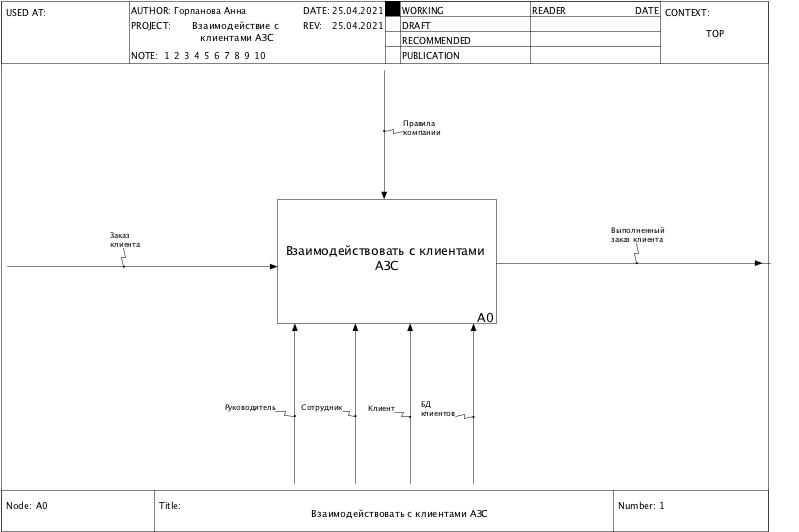 USED AT:
AUTHOR: Горланова Анна
DATE: 25.04.2021
PROJECT: Взаимодействие с
клиентами АЗС
REV: 25.04.2021
NOTE: 1 2 3 4 5 6 7 8 9 10
WORKING
DRAFT
RECOMMENDED
PUBLICATION
READER
DATE
CONTEXT:
TOP
Правила
компании
Заказ
клиента
Выполненный
заказ клиента
Взаимодействовать с клиентами
АЗС
A0
Руководитель
Сотрудник
Клиент
БД
клиентов
Node: A0
Title:
Взаимодействовать с клиентами АЗС
Number: 1